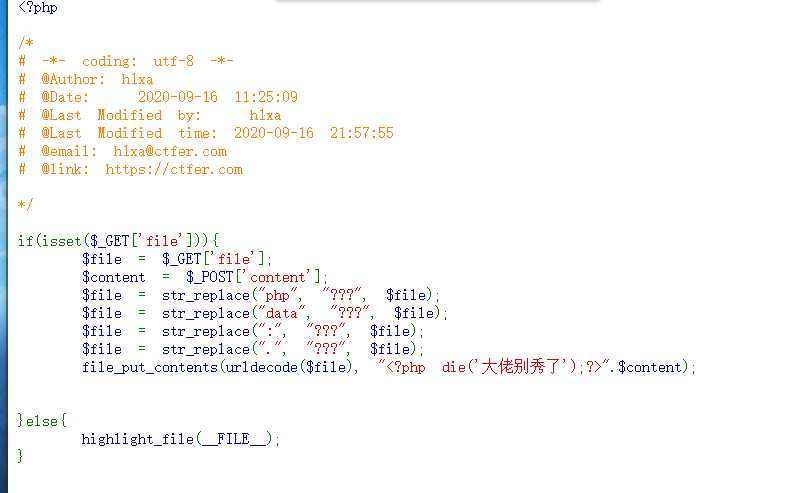 <?php
/*
# -*- coding: utf-8 -*-
# @Author: hlxa
# @Date: 2020-09-16 11:25:09
# @Last Modified by: hlxa
# @Last Modified time: 2020-09-16 21:57:55
# @email: hlxa@ctfer.com
# @link: https://ctfer.com
*/
if(isset($_GET['file'])){
$file = $_GET['file'];
$content = $_POST['content'];
$file = str_replace("php", "???", $file);
$file = str_replace("data", "???", $file);
$file = str_replace(":", "???", $file);
$file = str_replace(".", "???", $file);
file_put_contents(urldecode($file), "<?php die('大佬别秀了');?>".$content);
}else{
highlight_file(__FILE__);
}